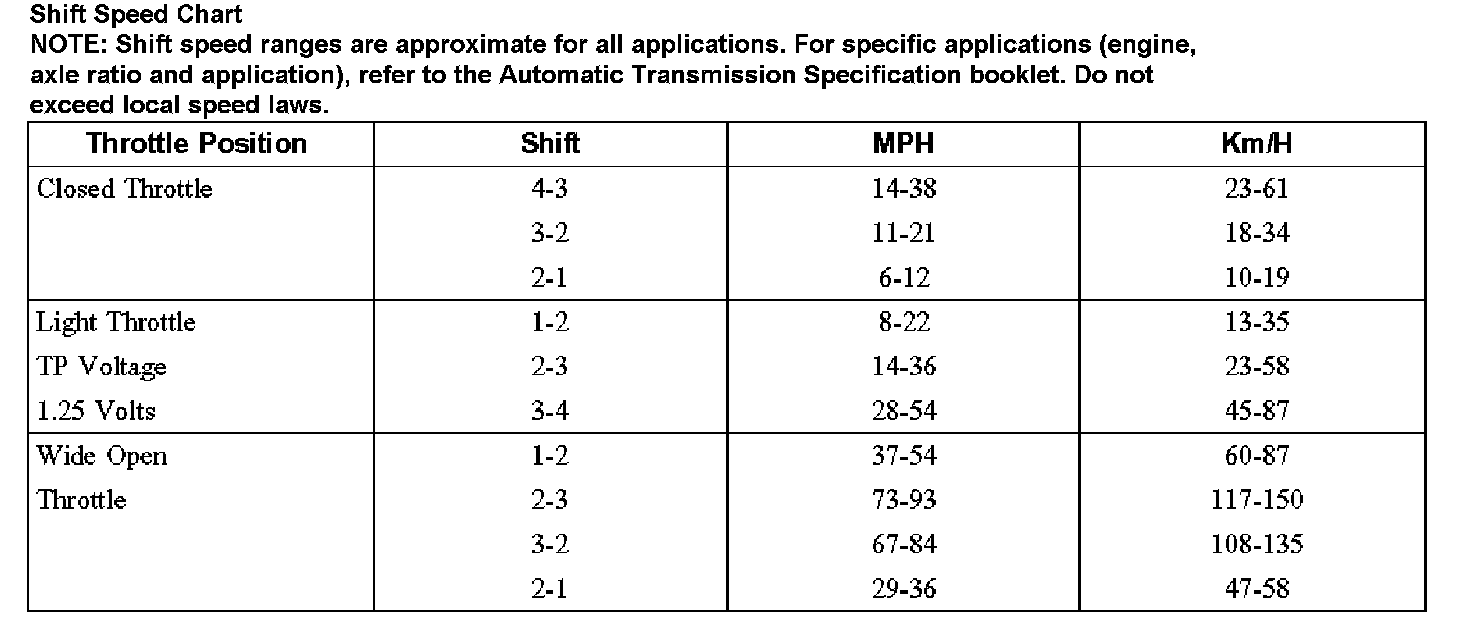 Shift Speed Chart
NOTE: Shift speed ranges are approximate for all applications. For specific applications (engine,
axle ratio and application), refer to the Automatic Transmission Specification booklet. Do not
exceed local speed laws.
Throttle Position Shift MPH Km/H
Closed Throttle 4-3 14-38 23-61
3-2 11-21 18-34
2-1 6-12 10-19
Light Throttle 1-2 8-22 13-35
TP Voltage 2-3 14-36 23-58
1.25 Volts 3-4 28-54 45-87
Wide Open 1-2 37-54 60-87
Throttle 2-3 73-93 117-150
3-2 67-84 108-135
2-1 29-36 47-58